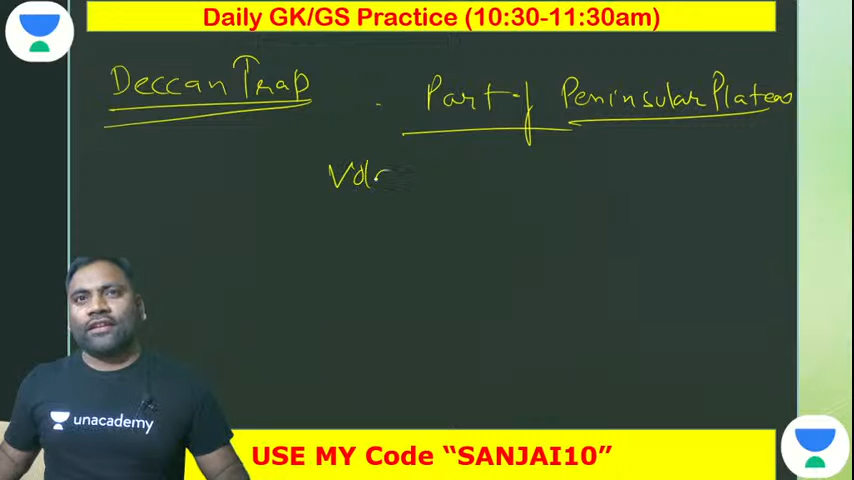 Daily GK/GS Practice (10:30-11:30am)
Deccan Trap . Part of Peninsular Plateau
Vol
unacademy
USE MY Code “SANJAI10”